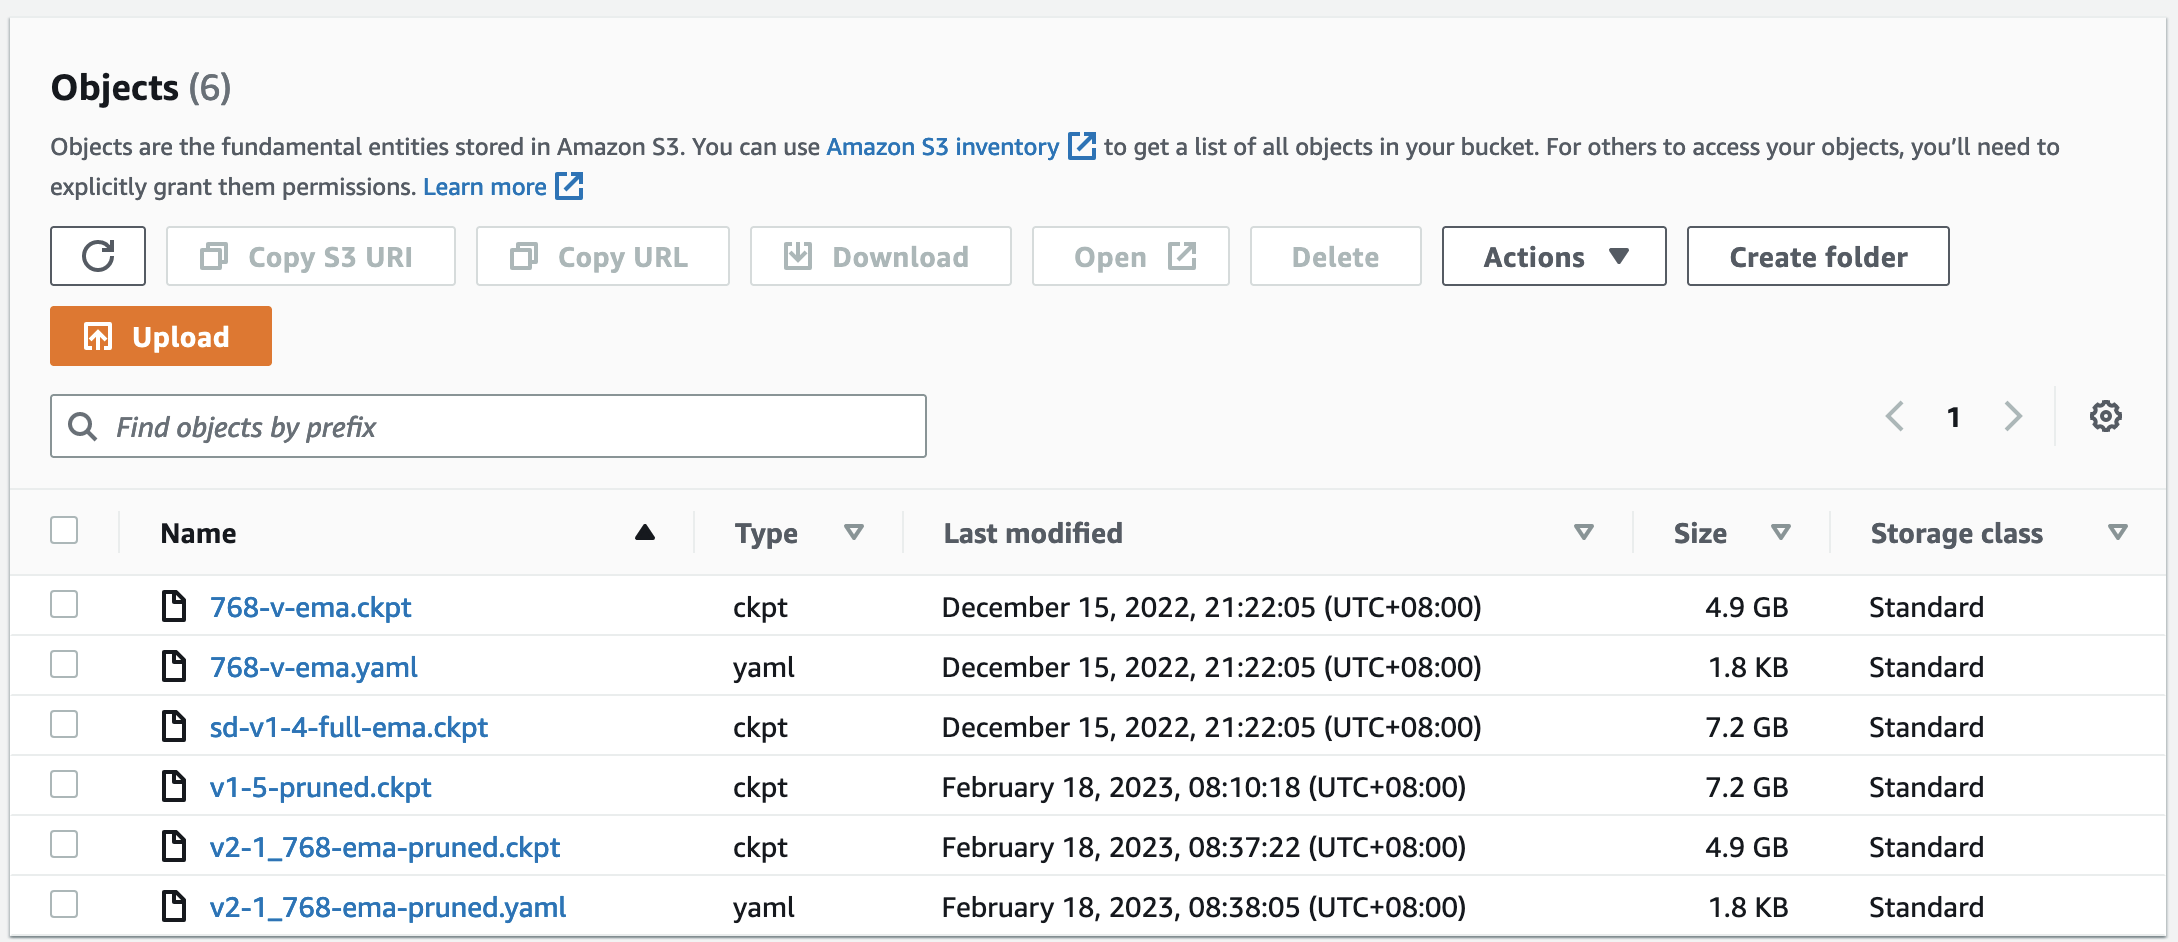 Objects (6)
Objects are the fundamental entities stored in Amazon S3. You can use Amazon S3 inventory to get a list of all objects in your bucket. For others to access your objects, you’ll need to
explicitly grant them permissions. Learn more
Copy S3 URI Copy URL Download Open Delete Actions Create folder
Upload
Find objects by prefix 1
Name Type Last modified Size Storage class
768-v-ema.ckpt ckpt December 15, 2022, 21:22:05 (UTC+08:00) 4.9 GB Standard
768-v-ema.yaml yaml December 15, 2022, 21:22:05 (UTC+08:00) 1.8 KB Standard
sd-v1-4-full-ema.ckpt ckpt December 15, 2022, 21:22:05 (UTC+08:00) 7.2 GB Standard
v1-5-pruned.ckpt ckpt February 18, 2023, 08:10:18 (UTC+08:00) 7.2 GB Standard
v2-1_768-ema-pruned.ckpt ckpt February 18, 2023, 08:37:22 (UTC+08:00) 4.9 GB Standard
v2-1_768-ema-pruned.yaml yaml February 18, 2023, 08:38:05 (UTC+08:00) 1.8 KB Standard